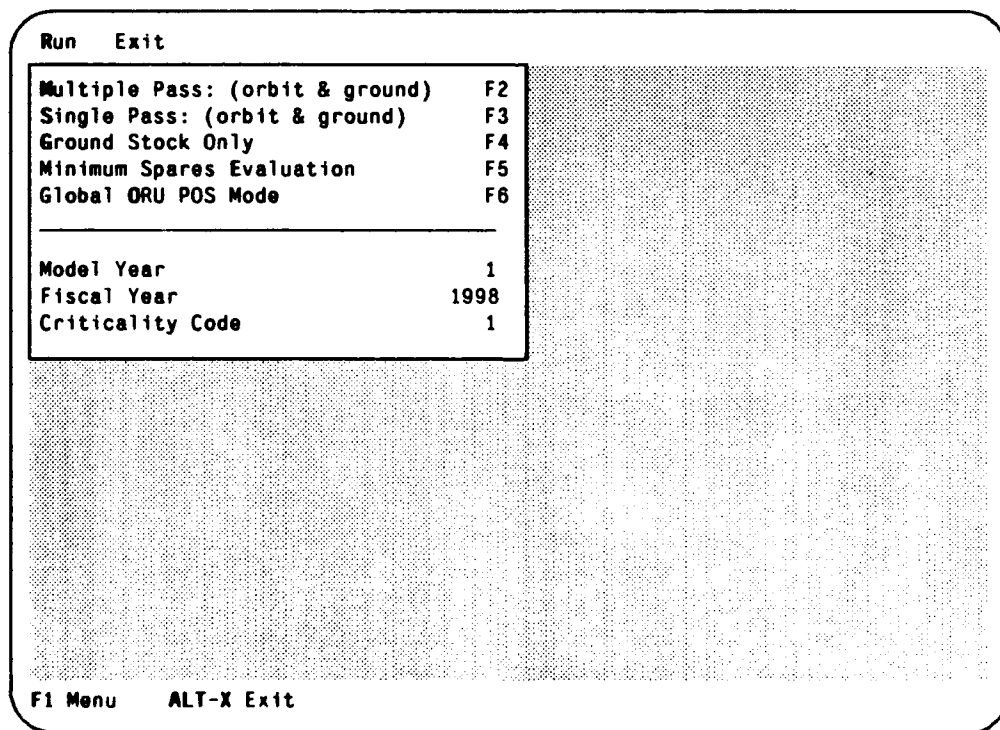 Run Exit
Multiple Pass: (orbit & ground) F2
Single Pass: (orbit & ground) F3
Ground Stock Only F4
Minimum Spares Evaluation F5
Global ORU POS Mode F6
Model Year 1
Fiscal Year 1998
Criticality Code 1
F1 Menu ALT-X Exit